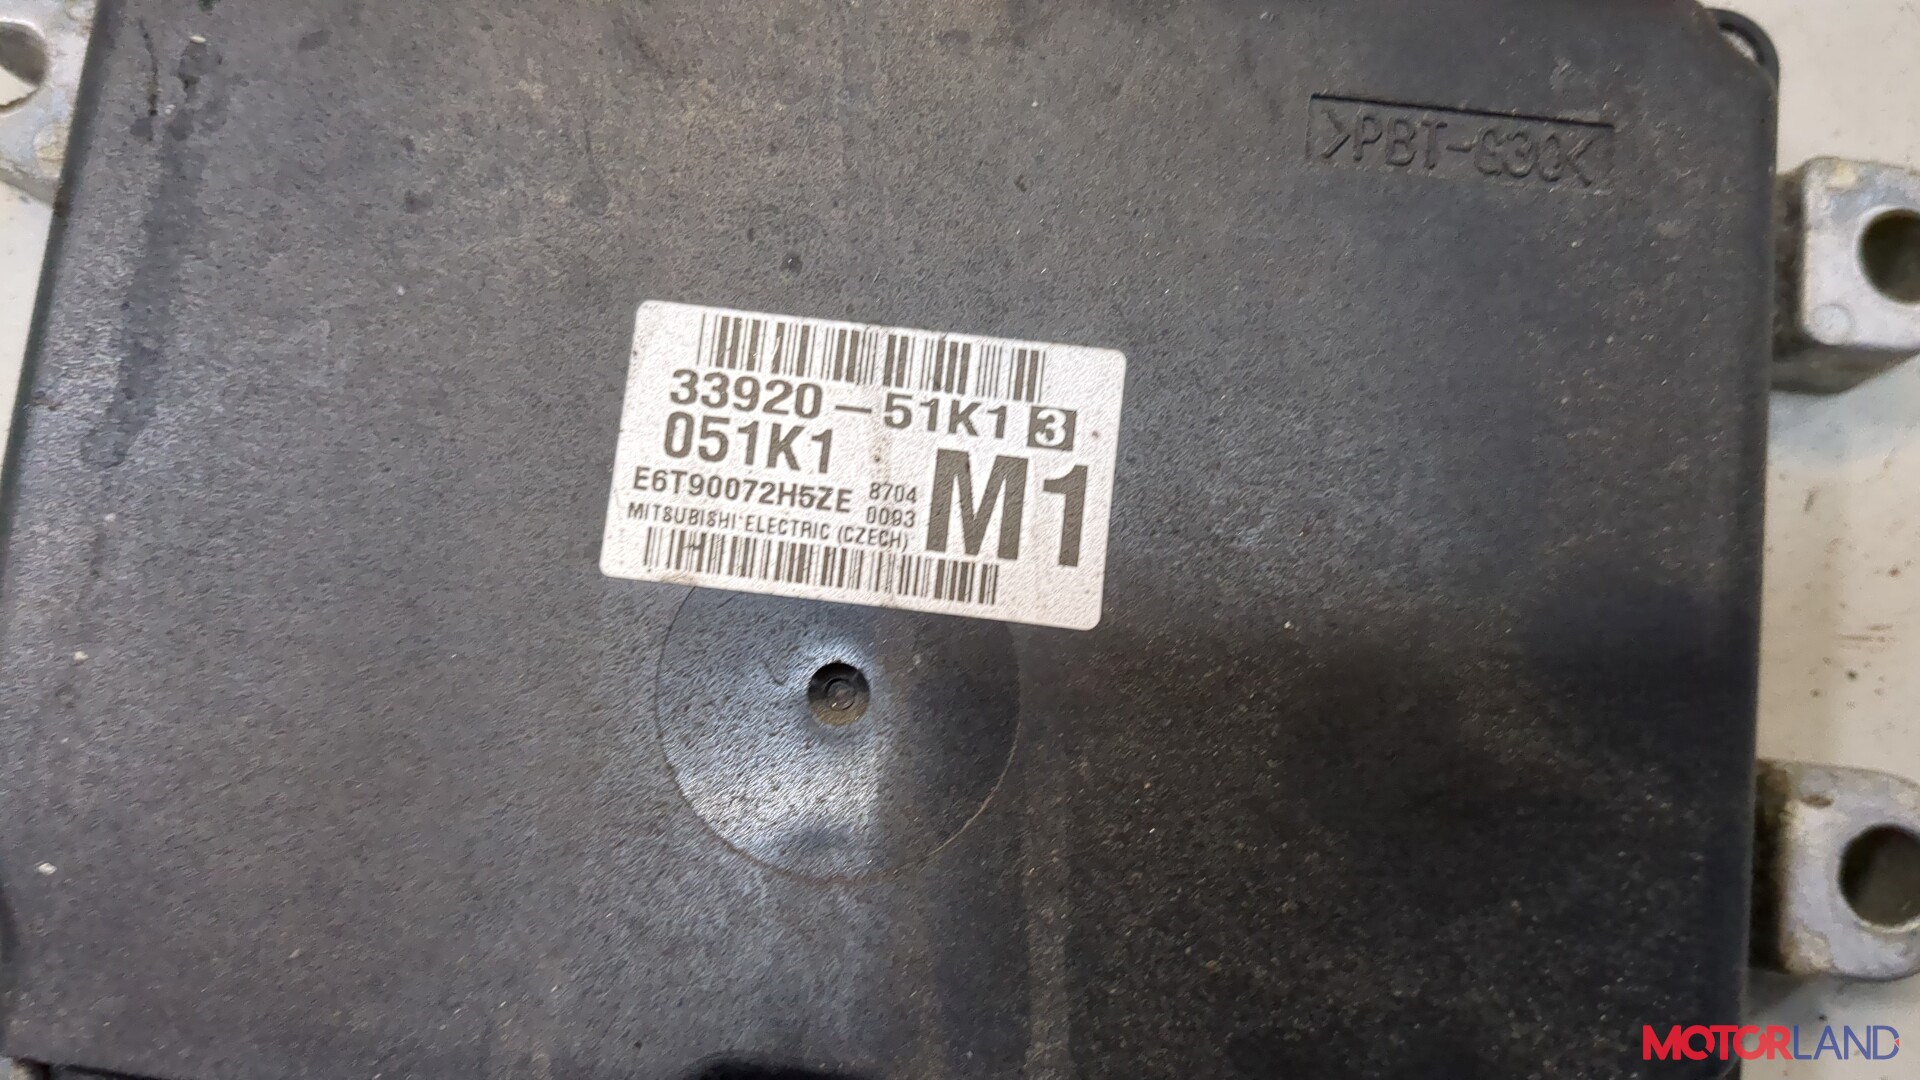 >PBT-G30<
33920-51K1 3
051K1
E6T90072H5ZE 8704
0093
MITSUBISHI ELECTRIC (CZECH)
M1
MOTORLAND